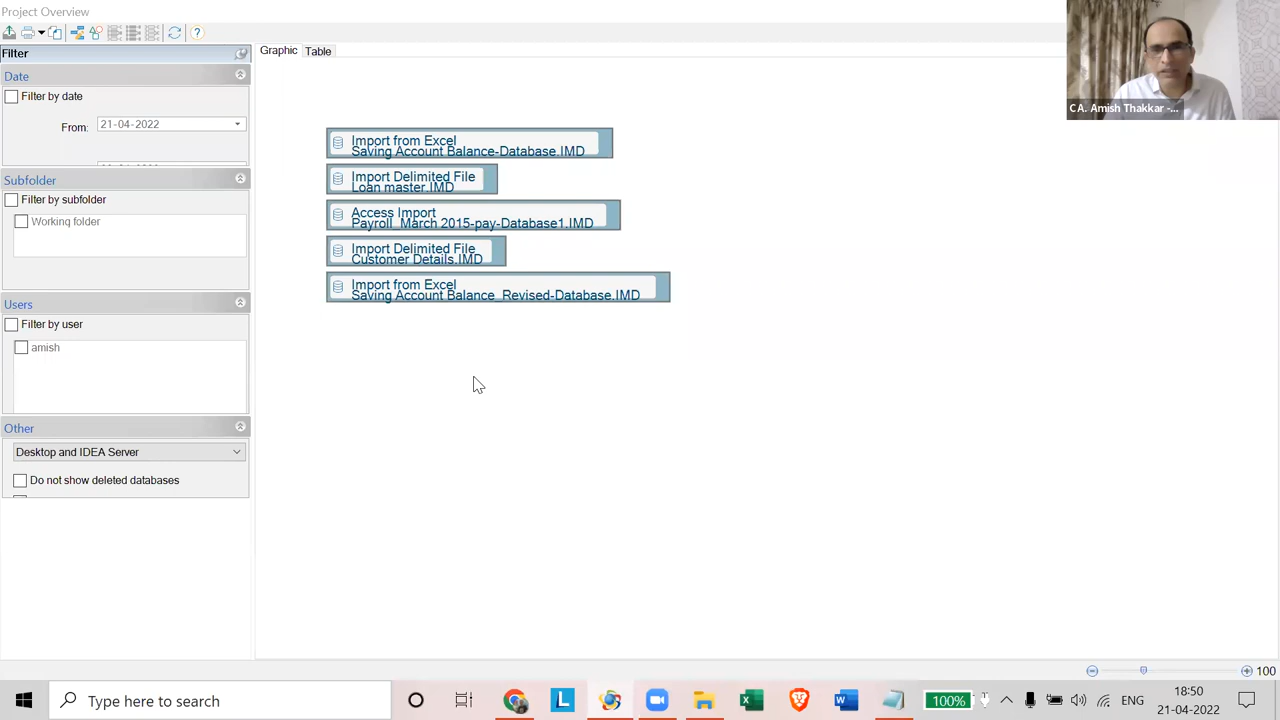 Project Overview
Filter
Graphic
Table
Date
Filter by date
From:
21-04-2022
Subfolder
Filter by subfolder
Working folder
Users
Filter by user
amish
Other
Desktop and IDEA Server
Do not show deleted databases
Import from Excel
Saving Account Balance-Database.IMD
Import Delimited File
Loan master.IMD
Access Import
Payroll_March 2015-pay-Database1.IMD
Import Delimited File
Customer Details.IMD
Import from Excel
Saving Account Balance_Revised-Database.IMD
CA. Amish Thakkar -...
100
Type here to search
L
W
100%
ENG
18:50
21-04-2022